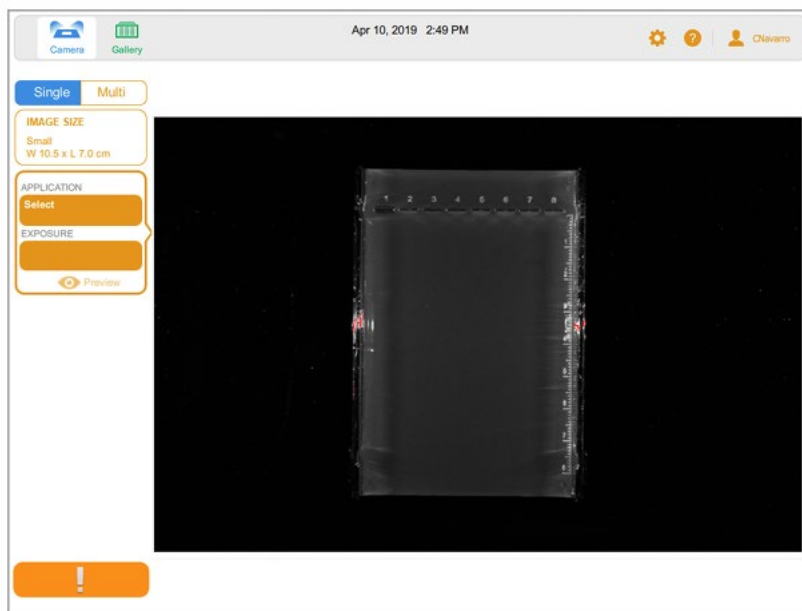 Apr 10, 2019 2:49 PM
Camera
Gallery
CNavarro
Single Multi
IMAGE SIZE
Small
W 10.5 x L 7.0 cm
APPLICATION
Select
EXPOSURE
Preview
1 2 3 4 5 6 7 8
!